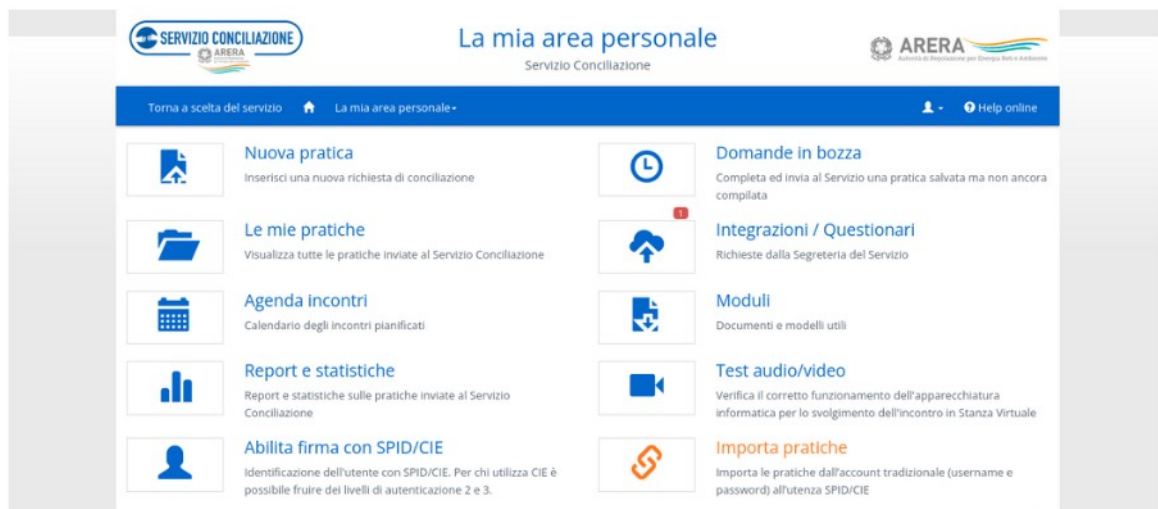 SERVIZIO CONCILIAZIONE
ARERA
La mia area personale
Servizio Conciliazione
ARERA
Autorità di Regolazione per Energia Reti e Ambiente
Torna a scelta del servizio
La mia area personale
Help online
Nuova pratica
Inserisci una nuova richiesta di conciliazione
Domande in bozza
Completa ed invia al Servizio una pratica salvata ma non ancora
compilata
Le mie pratiche
Visualizza tutte le pratiche inviate al Servizio Conciliazione
1
Integrazioni / Questionari
Richieste dalla Segreteria del Servizio
Agenda incontri
Calendario degli incontri pianificati
Moduli
Documenti e modelli utili
Report e statistiche
Report e statistiche sulle pratiche inviate al Servizio
Conciliazione
Test audio/video
Verifica il corretto funzionamento dell'apparecchiatura
informatica per lo svolgimento dell'incontro in Stanza Virtuale
Abilita firma con SPID/CIE
Identificazione dell'utente con SPID/CIE. Per chi utilizza CIE è
possibile fruire dei livelli di autenticazione 2 e 3.
Importa pratiche
Importa le pratiche dall'account tradizionale (username e
password) all'utenza SPID/CIE